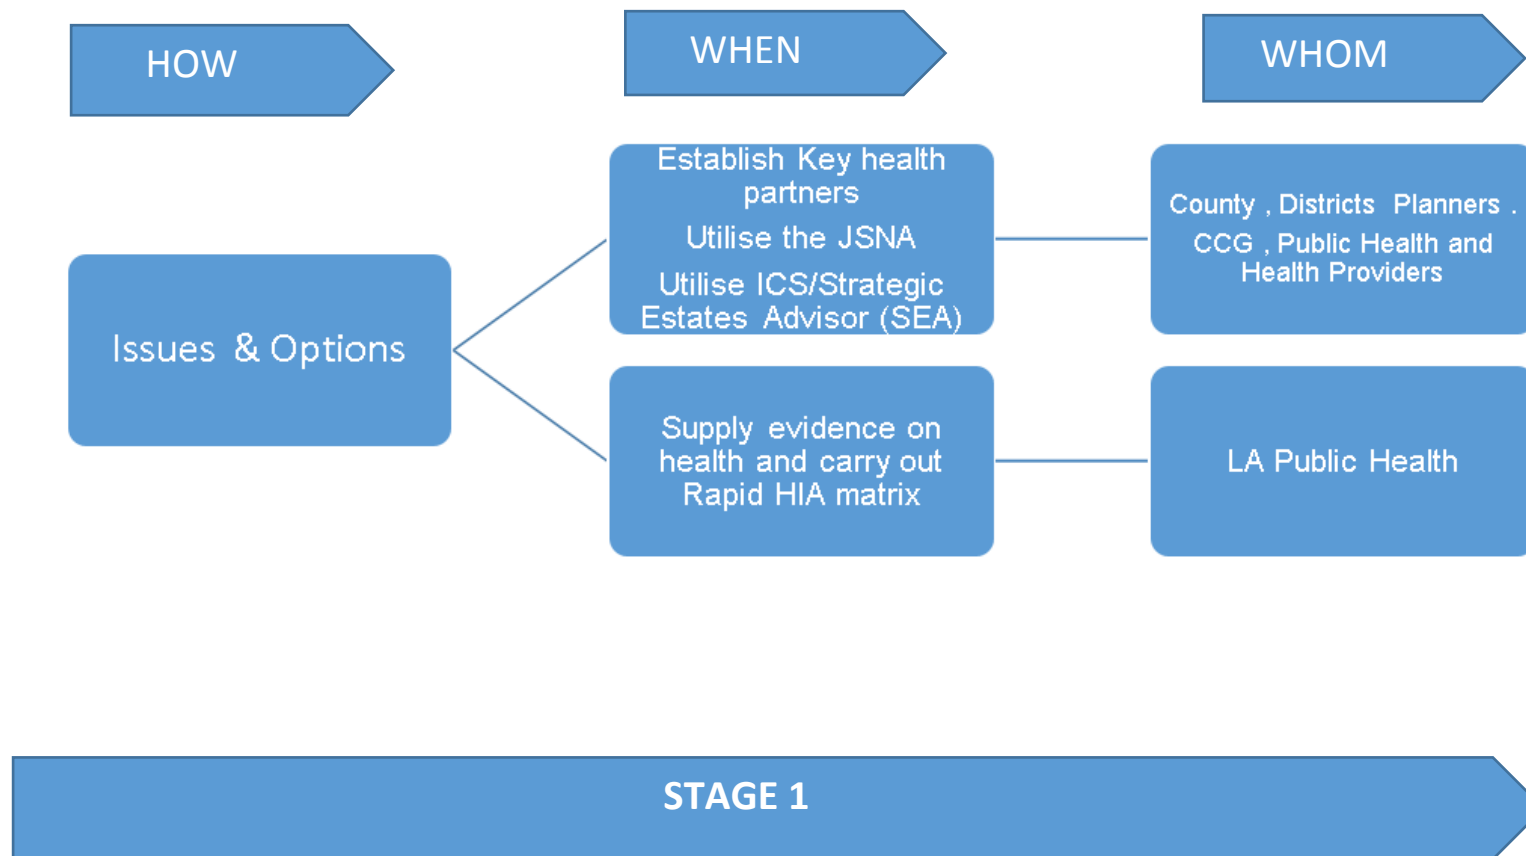 HOW
WHEN
WHOM
Issues & Options
Establish Key health
partners
Utilise the JSNA
Utilise ICS/Strategic
Estates Advisor (SEA)
County , Districts Planners .
CCG , Public Health and
Health Providers
Supply evidence on
health and carry out
Rapid HIA matrix
LA Public Health
STAGE 1